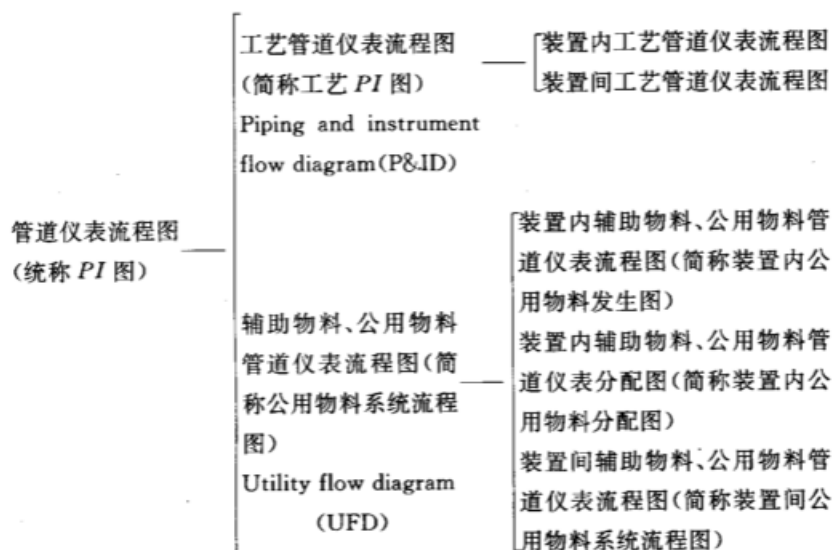 管道仪表流程图
(统称 PI 图)
工艺管道仪表流程图
(简称工艺 PI 图)
Piping and instrument
flow diagram(P&ID)
装置内工艺管道仪表流程图
装置间工艺管道仪表流程图
辅助物料、公用物料
管道仪表流程图(简
称公用物料系统流程
图)
Utility flow diagram
(UFD)
装置内辅助物料、公用物料管
道仪表流程图(简称装置内公
用物料发生图)
装置内辅助物料、公用物料管
道仪表分配图(简称装置内公
用物料分配图)
装置间辅助物料、公用物料管
道仪表流程图(简称装置间公
用物料系统流程图)